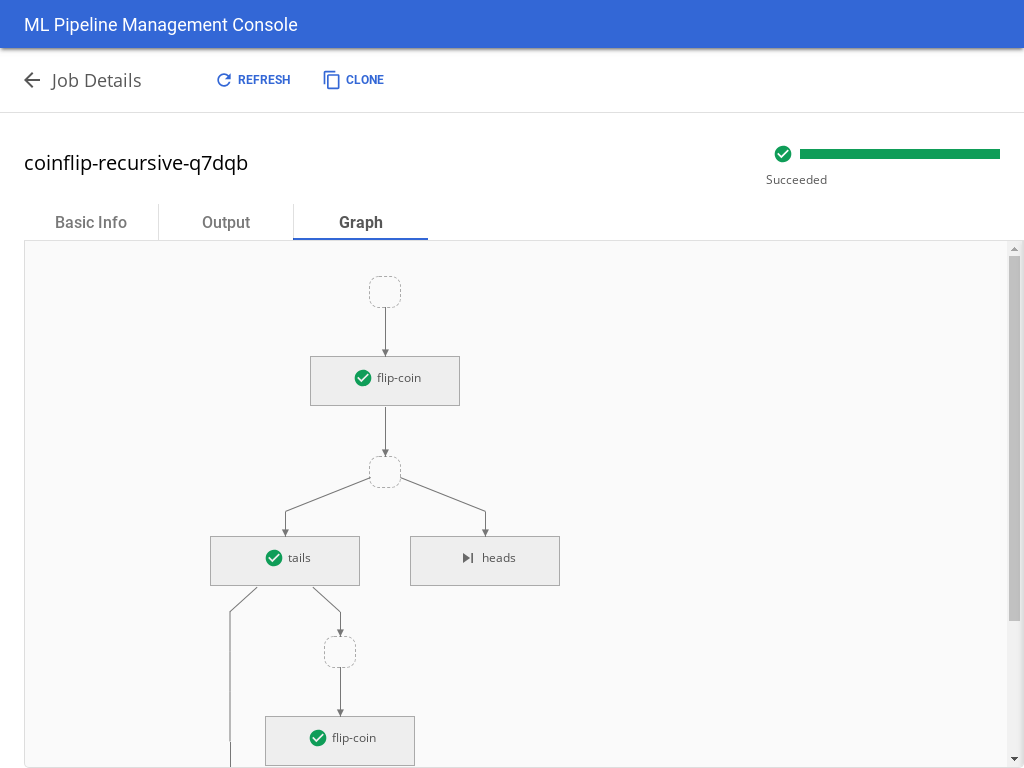 ML Pipeline Management Console
Job Details
REFRESH
CLONE
coinflip-recursive-q7dqb
Succeeded
Basic Info
Output
Graph
flip-coin
tails
heads
flip-coin